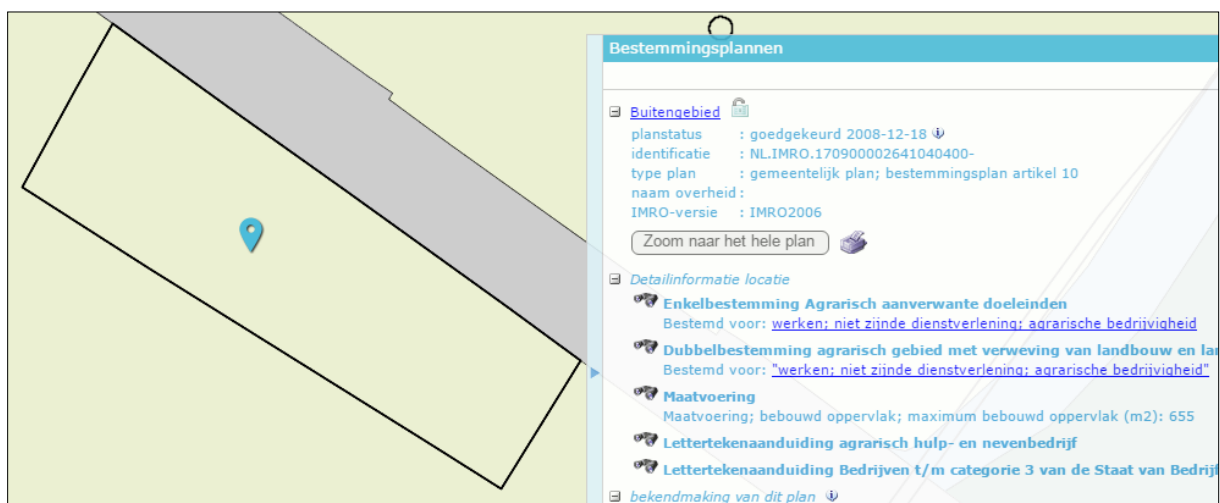 Bestemmingsplannen
Buitengebied
planstatus : goedgekeurd 2008-12-18
identificatie : NL.IMRO.170900002641040400-
type plan : gemeentelijk plan; bestemmingsplan artikel 10
naam overheid :
IMRO-versie : IMRO2006
Zoom naar het hele plan
Detailinformatie locatie
Enkelbestemming Agrarisch aanverwante doeleinden
Bestemd voor: werken; niet zijnde dienstverlening; agrarische bedrijvigheid
Dubbelbestemming agrarisch gebied met verweving van landbouw en lan
Bestemd voor: "werken; niet zijnde dienstverlening; agrarische bedrijvigheid"
Maatvoering
Maatvoering; bebouwd oppervlak; maximum bebouwd oppervlak (m2): 655
Lettertekenaanduiding agrarisch hulp- en nevenbedrijf
Lettertekenaanduiding Bedrijven t/m categorie 3 van de Staat van Bedrijf
bekendmaking van dit plan